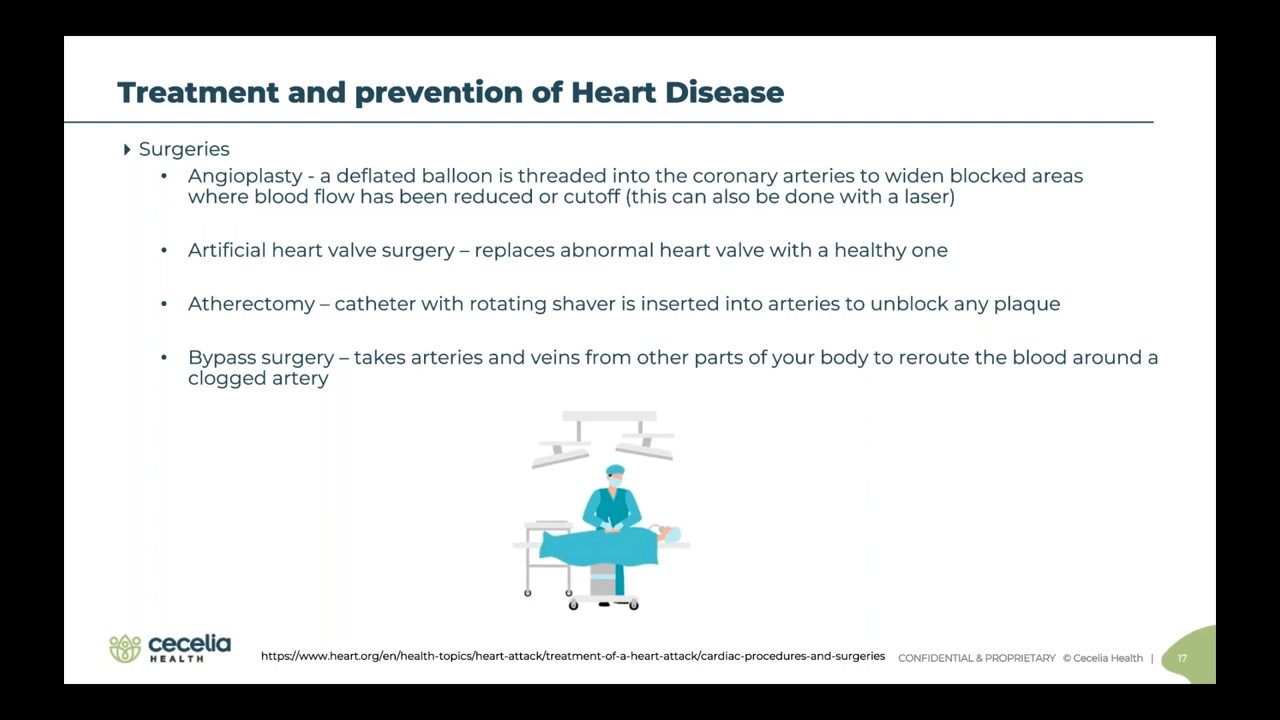 Treatment and prevention of Heart Disease
Surgeries
• Angioplasty - a deflated balloon is threaded into the coronary arteries to widen blocked areas
where blood flow has been reduced or cutoff (this can also be done with a laser)
• Artificial heart valve surgery – replaces abnormal heart valve with a healthy one
• Atherectomy – catheter with rotating shaver is inserted into arteries to unblock any plaque
• Bypass surgery – takes arteries and veins from other parts of your body to reroute the blood around a
clogged artery
cecelia
HEALTH
https://www.heart.org/en/health-topics/heart-attack/treatment-of-a-heart-attack/cardiac-procedures-and-surgeries
CONFIDENTIAL & PROPRIETARY © Cecelia Health | 17